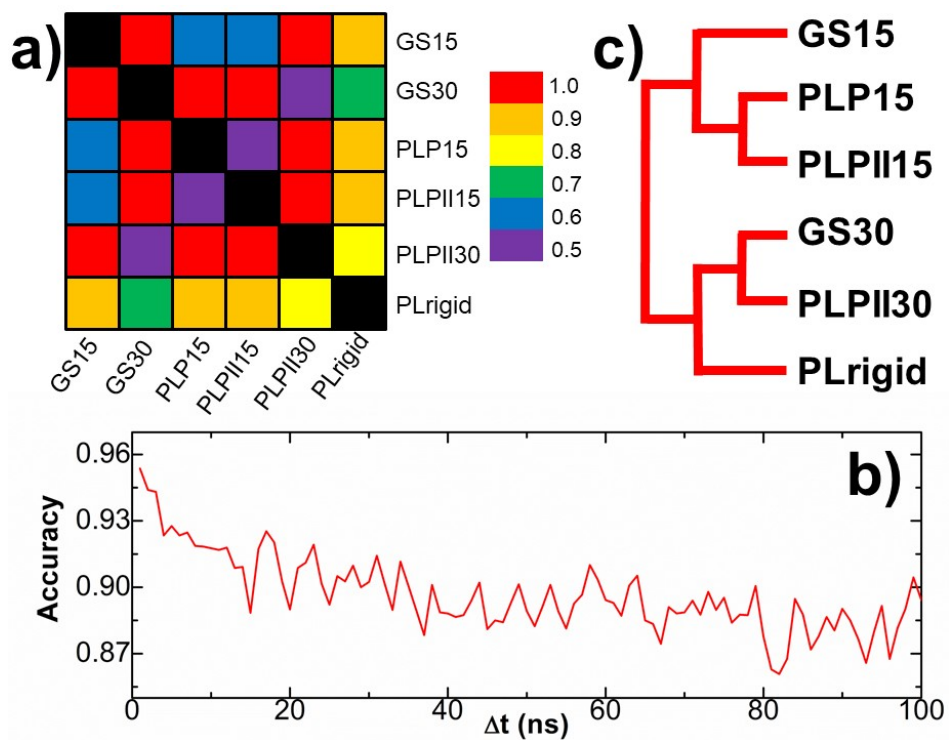 a)
GS15
GS30
PLP15
PLPII15
PLPII30
PLrigid
GS15
GS30
PLP15
PLPII15
PLPII30
PLrigid
1.0
0.9
0.8
0.7
0.6
0.5
c)
GS15
PLP15
PLPII15
GS30
PLPII30
PLrigid
b)
Accuracy
0.96
0.93
0.90
0.87
0
20
40
60
80
100
Δt (ns)